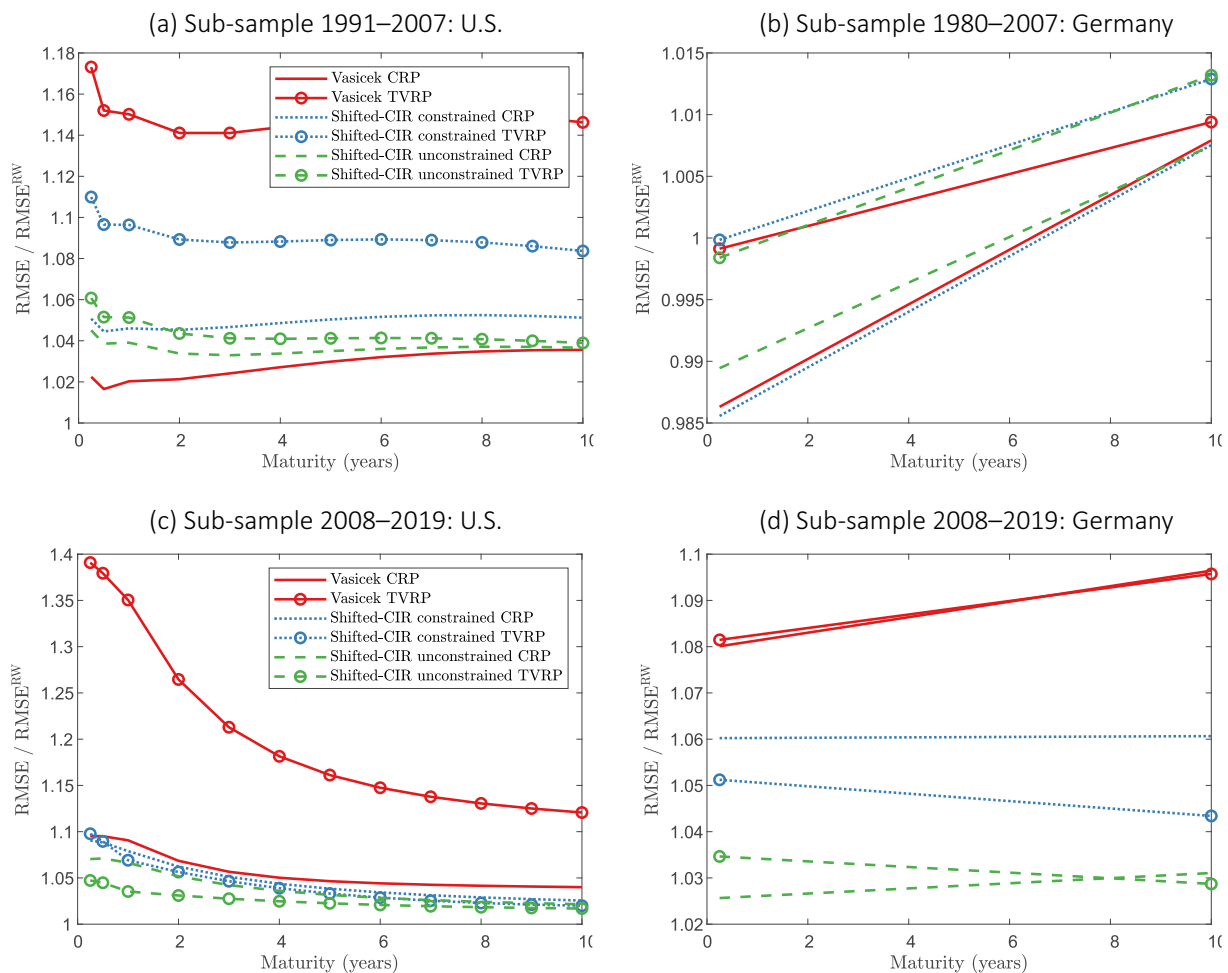 (a) Sub-sample 1991–2007: U.S.
1.18
1.16
1.14
1.12
1.1
1.08
1.06
1.04
1.02
1
RMSE / RMSE^RW
Vasicek CRP
Vasicek TVRP
Shifted-CIR constrained CRP
Shifted-CIR constrained TVRP
Shifted-CIR unconstrained CRP
Shifted-CIR unconstrained TVRP
0 2 4 6 8 10
Maturity (years)
(b) Sub-sample 1980–2007: Germany
1.015
1.01
1.005
1
0.995
0.99
0.985
RMSE / RMSE^RW
0 2 4 6 8 10
Maturity (years)
(c) Sub-sample 2008–2019: U.S.
1.4
1.35
1.3
1.25
1.2
1.15
1.1
1.05
1
RMSE / RMSE^RW
Vasicek CRP
Vasicek TVRP
Shifted-CIR constrained CRP
Shifted-CIR constrained TVRP
Shifted-CIR unconstrained CRP
Shifted-CIR unconstrained TVRP
0 2 4 6 8 10
Maturity (years)
(d) Sub-sample 2008–2019: Germany
1.1
1.09
1.08
1.07
1.06
1.05
1.04
1.03
1.02
RMSE / RMSE^RW
0 2 4 6 8 10
Maturity (years)